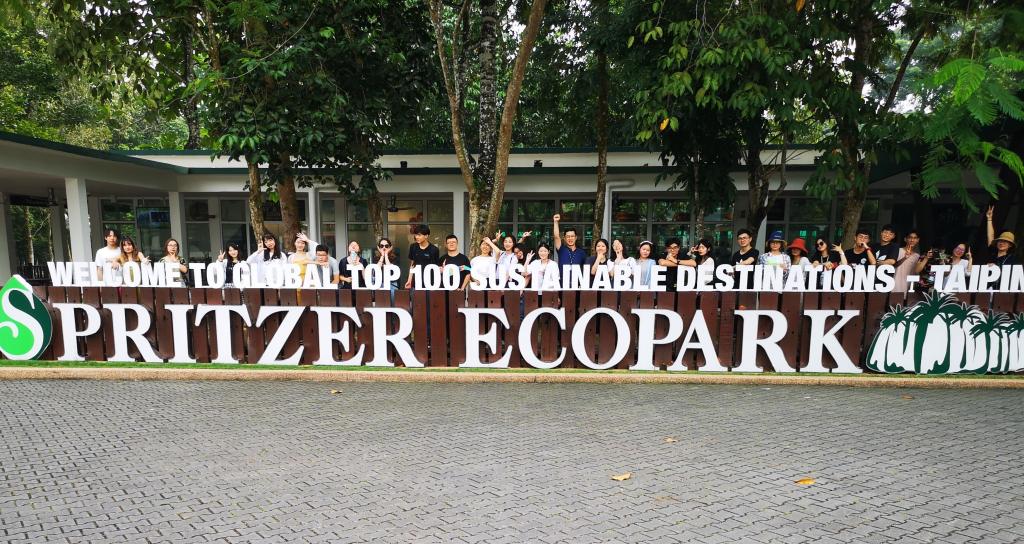 WELCOME TO GLOBAL TOP 100 SUSTAINABLE DESTINATIONS - TAIPIN
SPRITZER ECOPARK